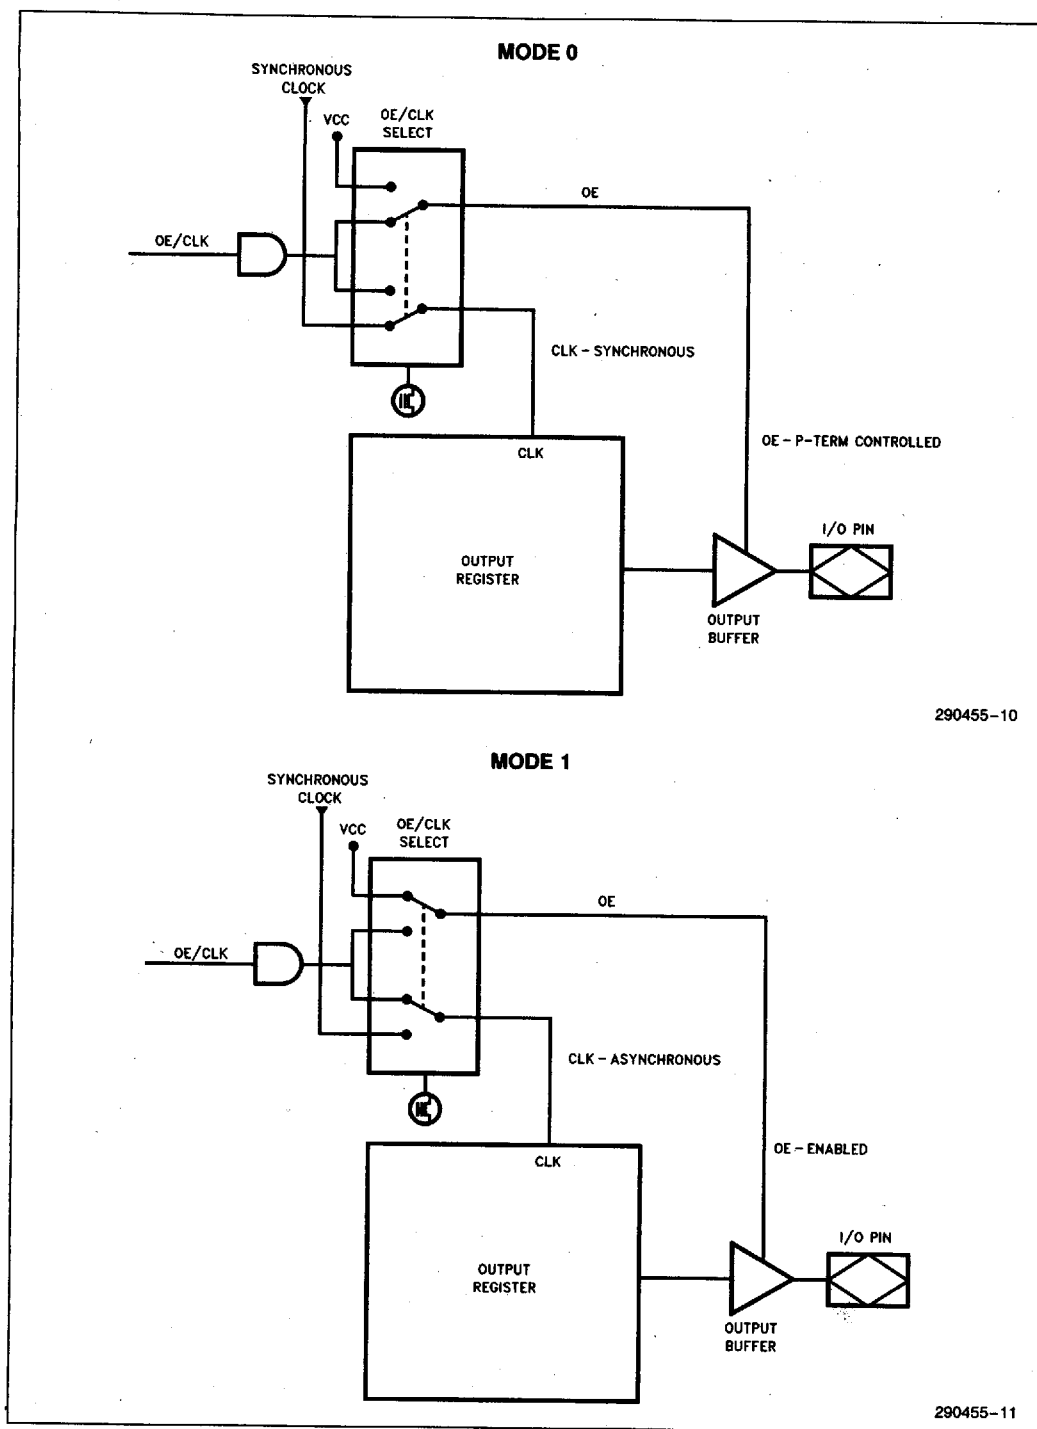 MODE 0
SYNCHRONOUS
CLOCK
VCC
OE/CLK
SELECT
OE
OE/CLK
CLK – SYNCHRONOUS
OE – P-TERM CONTROLLED
CLK
I/O PIN
OUTPUT
REGISTER
OUTPUT
BUFFER
290455–10
MODE 1
SYNCHRONOUS
CLOCK
VCC
OE/CLK
SELECT
OE
OE/CLK
CLK – ASYNCHRONOUS
OE – ENABLED
CLK
I/O PIN
OUTPUT
REGISTER
OUTPUT
BUFFER
290455–11